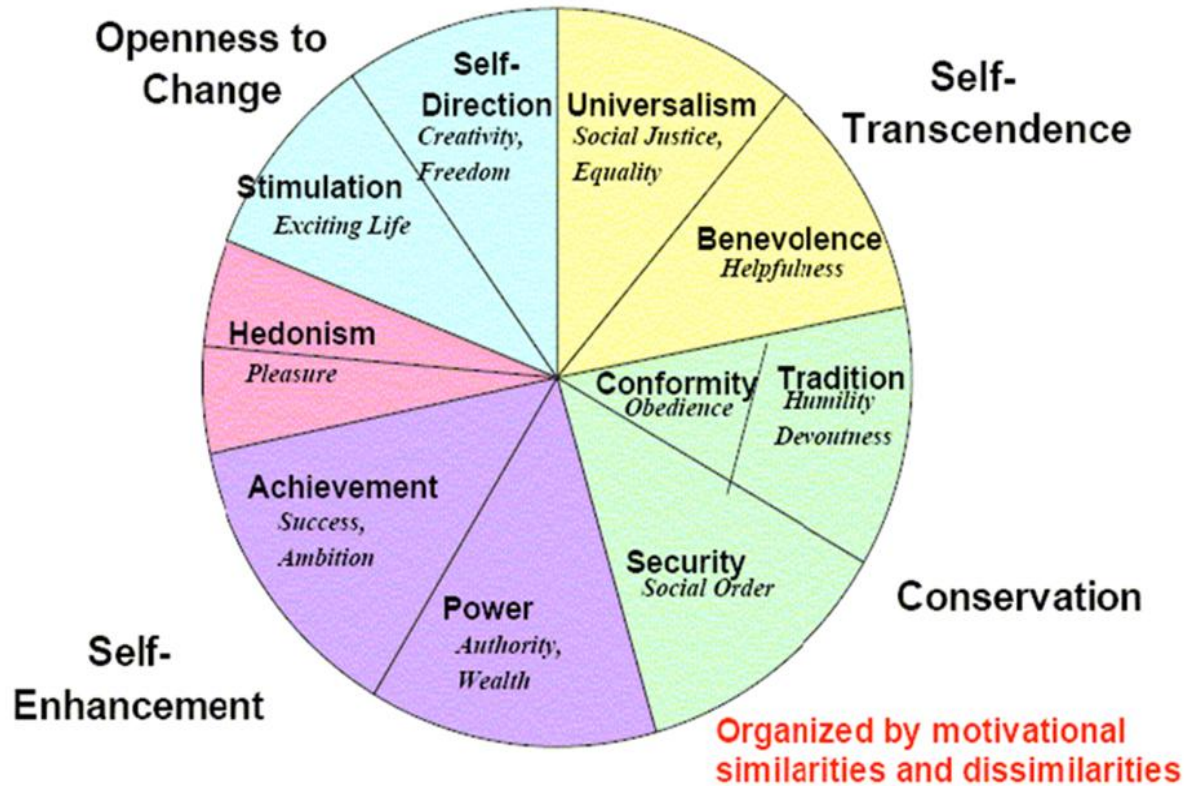 Openness to
Change
Self-
Transcendence
Self-
Direction
Creativity,
Freedom
Universalism
Social Justice,
Equality
Stimulation
Exciting Life
Benevolence
Helpfulness
Hedonism
Pleasure
Conformity
Obedience
Tradition
Humility
Devoutness
Achievement
Success,
Ambition
Security
Social Order
Power
Authority,
Wealth
Conservation
Self-
Enhancement
Organized by motivational
similarities and dissimilarities